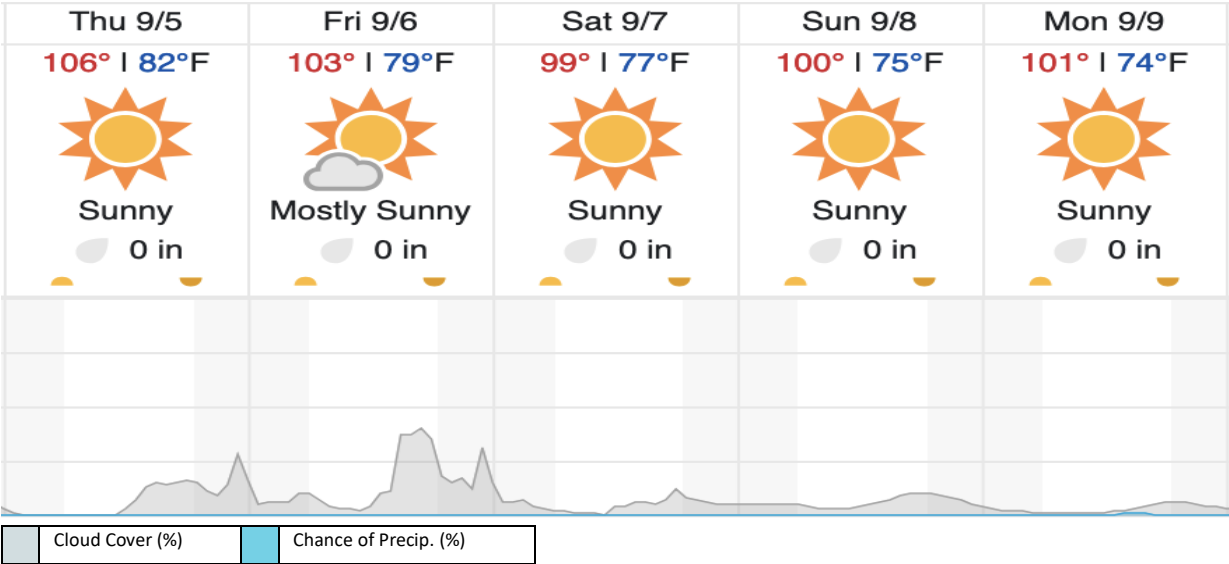 Thu 9/5 Fri 9/6 Sat 9/7 Sun 9/8 Mon 9/9
106° | 82°F 103° | 79°F 99° | 77°F 100° | 75°F 101° | 74°F
Sunny Mostly Sunny Sunny Sunny Sunny
0 in 0 in 0 in 0 in 0 in
Cloud Cover (%) Chance of Precip. (%)